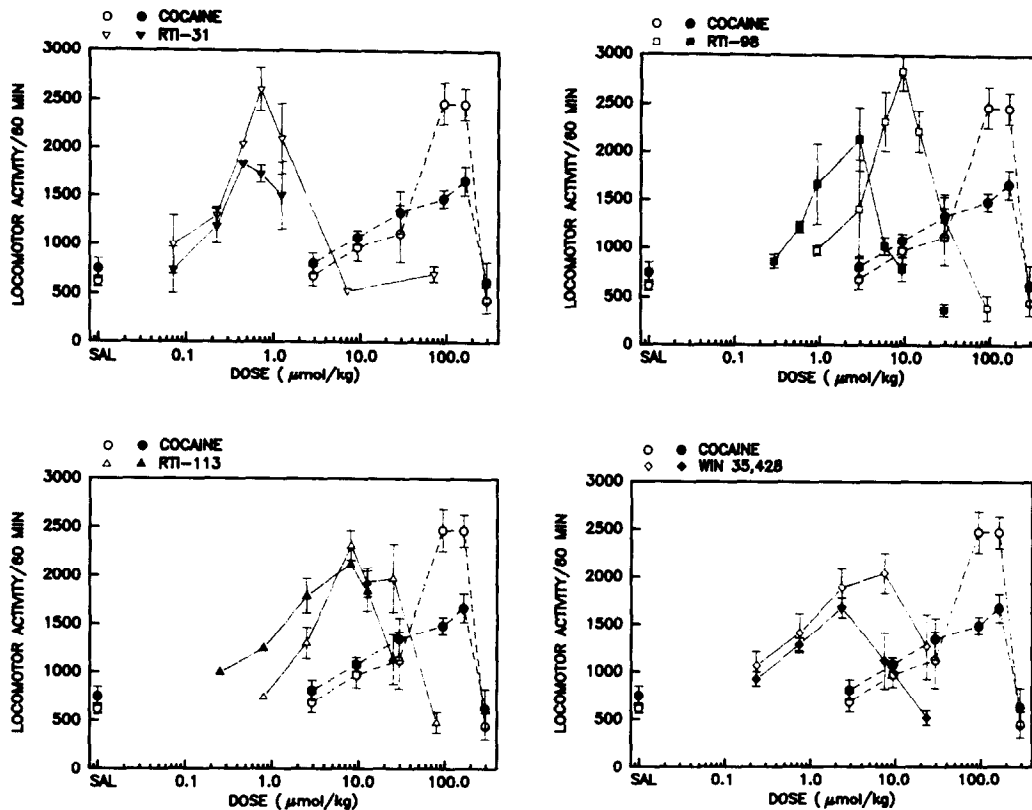 COCAINE
RTI-31
3000
2500
2000
1500
1000
500
0
LOCOMOTOR ACTIVITY/60 MIN
SAL 0.1 1.0 10.0 100.0
DOSE ( μmol/kg)
COCAINE
RTI-98
3000
2500
2000
1500
1000
500
0
LOCOMOTOR ACTIVITY/60 MIN
SAL 0.1 1.0 10.0 100.0
DOSE ( μmol/kg)
COCAINE
RTI-113
3000
2500
2000
1500
1000
500
0
LOCOMOTOR ACTIVITY/60 MIN
SAL 0.1 1.0 10.0 100.0
DOSE ( μmol/kg)
COCAINE
WIN 35,428
3000
2500
2000
1500
1000
500
0
LOCOMOTOR ACTIVITY/60 MIN
SAL 0.1 1.0 10.0 100.0
DOSE ( μmol/kg)